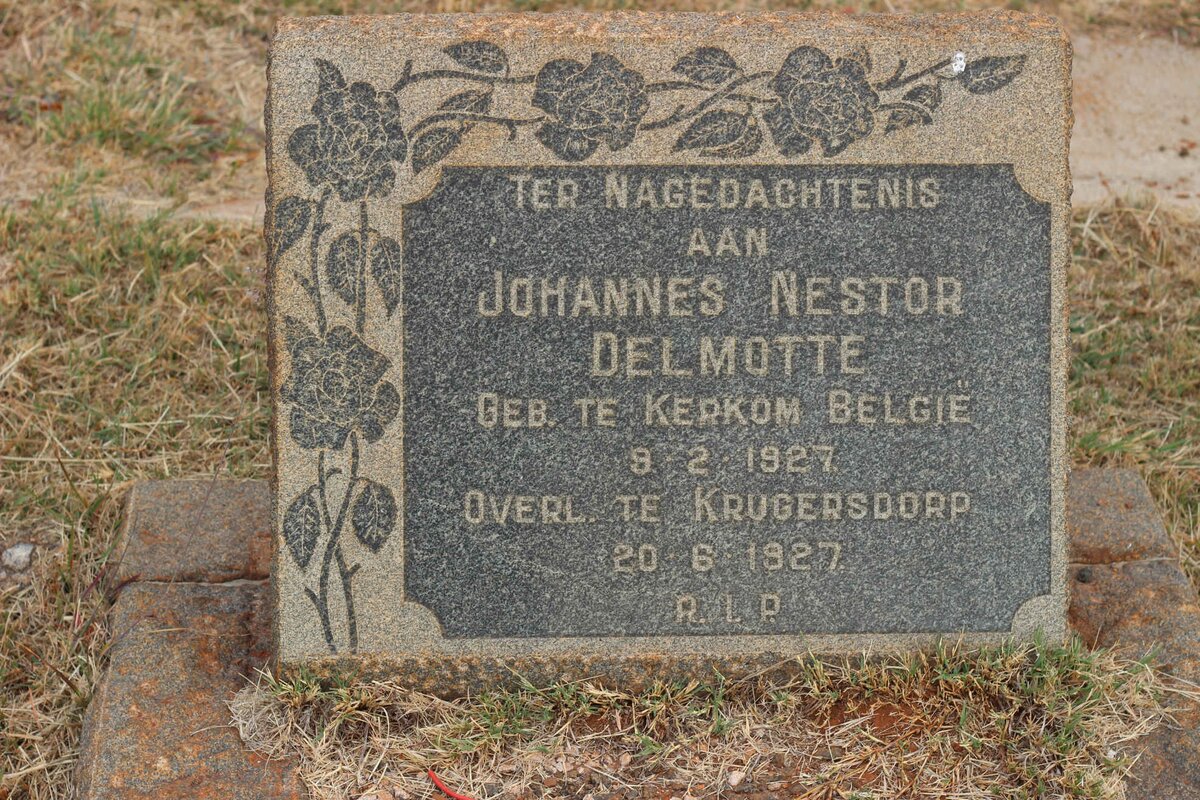 TER NAGEDACHTENIS
AAN
JOHANNES NESTOR
DELMOTTE
GEB. TE KERKOM BELGIË
9-2-1927.
OVERL. TE KRUGERSDORP
20-6-1927.
R.I.P.